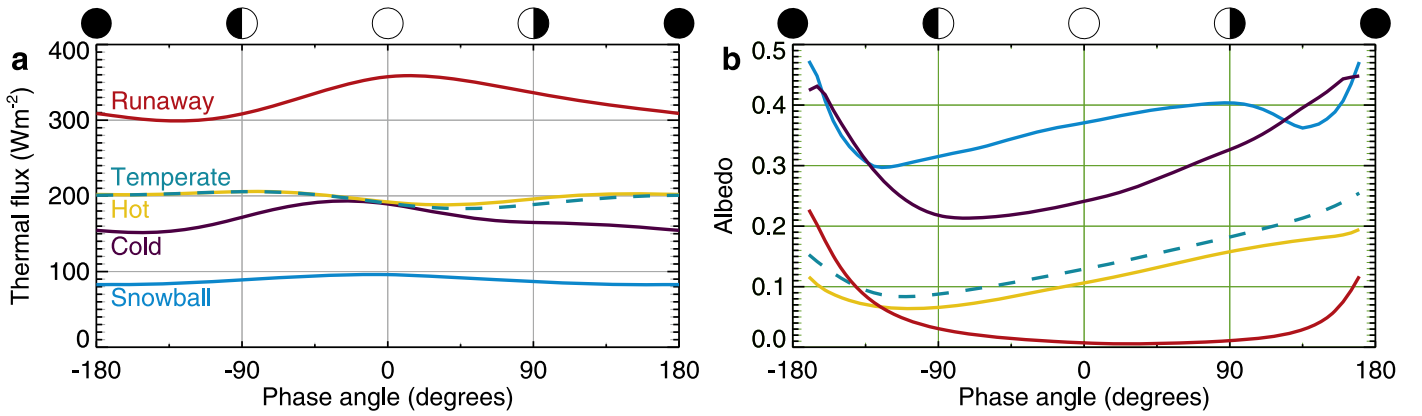 a
Thermal flux (Wm⁻²)
400
300
200
100
0
Runaway
Temperate
Hot
Cold
Snowball
-180
-90
0
90
180
Phase angle (degrees)
b
Albedo
0.5
0.4
0.3
0.2
0.1
0.0
-180
-90
0
90
180
Phase angle (degrees)